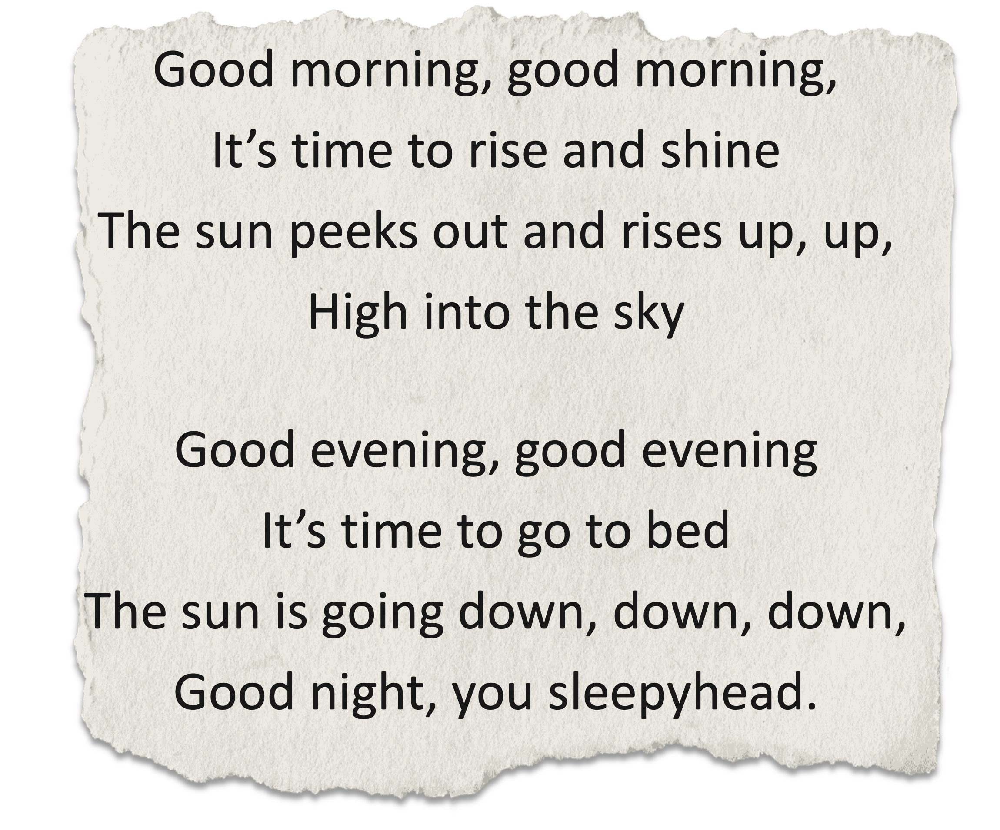 Good morning, good morning,
It’s time to rise and shine
The sun peeks out and rises up, up,
High into the sky
Good evening, good evening
It’s time to go to bed
The sun is going down, down, down,
Good night, you sleepyhead.